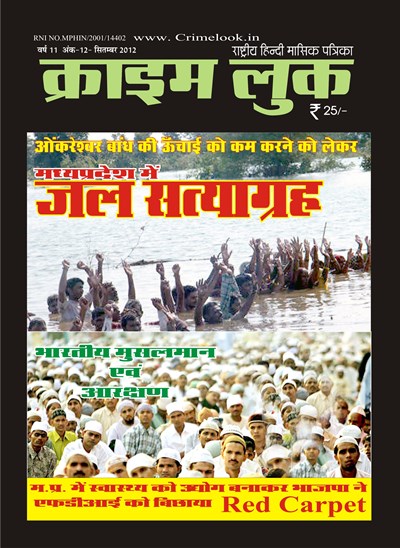 RNI NO.MPHIN/2001/14402 www. Crimelook.in
वर्ष 11 अंक-12- सितम्बर 2012 राष्ट्रीय हिन्दी मासिक पत्रिका
क्राइम लुक
₹ 25/-
ओंकरेश्वर बांध की ऊँचाई को कम करने को लेकर
मध्यप्रदेश में
जल सत्याग्रह
भारतीय मुसलमान
एवं
आरक्षण
म.प्र. में स्वास्थ्य को उद्योग बनाकर भाजपा ने
एफडीआई को बिछाया Red Carpet